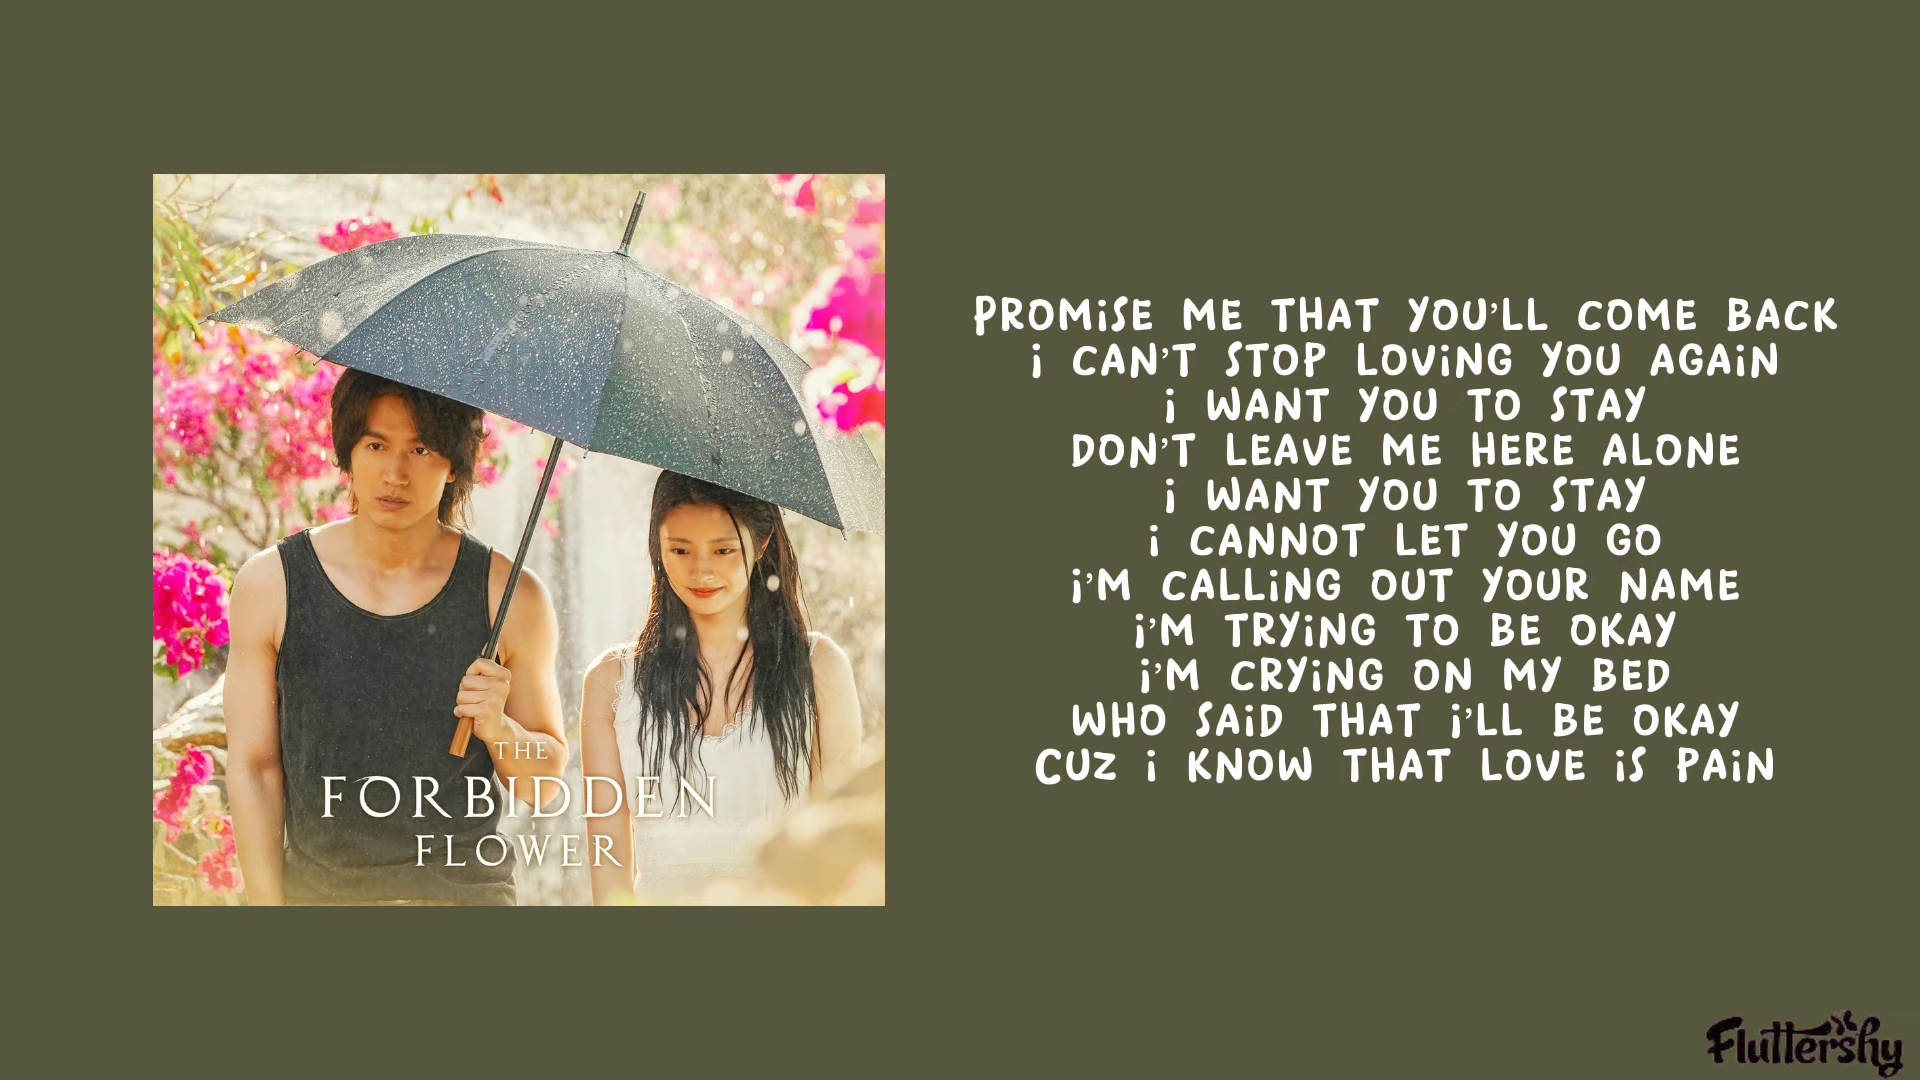 THE
FORBIDDEN
FLOWER
PROMISE ME THAT YOU'LL COME BACK
i CAN'T STOP LOVING YOU AGAIN
i WANT YOU TO STAY
DON'T LEAVE ME HERE ALONE
i WANT YOU TO STAY
i CANNOT LET YOU GO
i'M CALLING OUT YOUR NAME
i'M TRYING TO BE OKAY
i'M CRYING ON MY BED
WHO SAID THAT i'LL BE OKAY
CUZ i KNOW THAT LOVE IS PAIN
Fluttershy